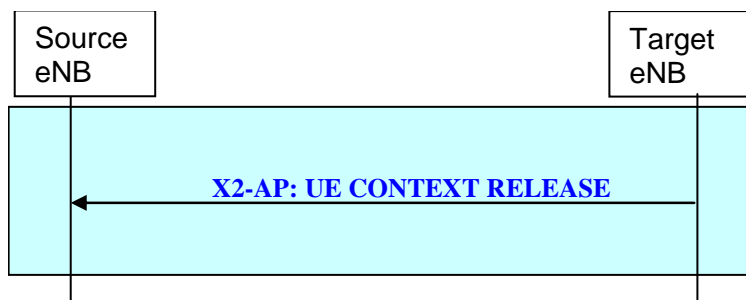 Source
eNB
Target
eNB
X2-AP: UE CONTEXT RELEASE